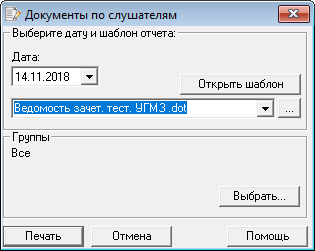 Документы по слушателям
Выберите дату и шаблон отчета:
Дата:
14.11.2018
Открыть шаблон
Ведомость зачет. тест. УГМЗ .dot
...
Группы
Все
Выбрать...
Печать
Отмена
Помощь